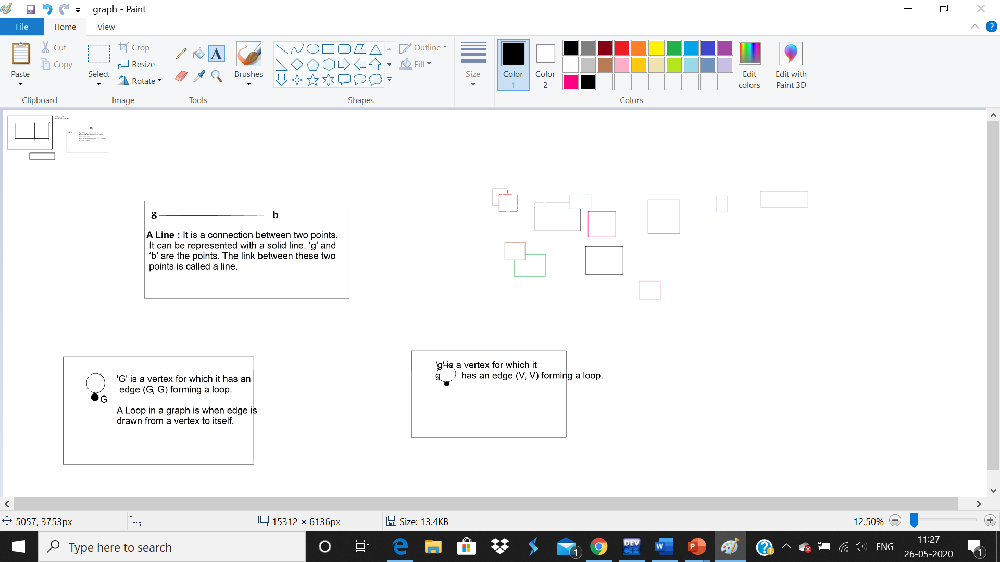 graph - Paint
File
Home
View
Paste
Cut
Copy
Clipboard
Select
Crop
Resize
Rotate
Image
A
Tools
Brushes
Shapes
Outline
Fill
Size
Color
1
Color
2
Colors
Edit
colors
Edit with
Paint 3D
g b
A Line : It is a connection between two points.
It can be represented with a solid line. ‘g’ and
‘b’ are the points. The link between these two
points is called a line.
'G' is a vertex for which it has an
edge (G, G) forming a loop.
G
A Loop in a graph is when edge is
drawn from a vertex to itself.
'g' is a vertex for which it
g has an edge (V, V) forming a loop.
5057, 3753px
15312 × 6136px
Size: 13.4KB
12.50%
Type here to search
1
DEV
C++
W
P
ENG
11:27
26-05-2020
1